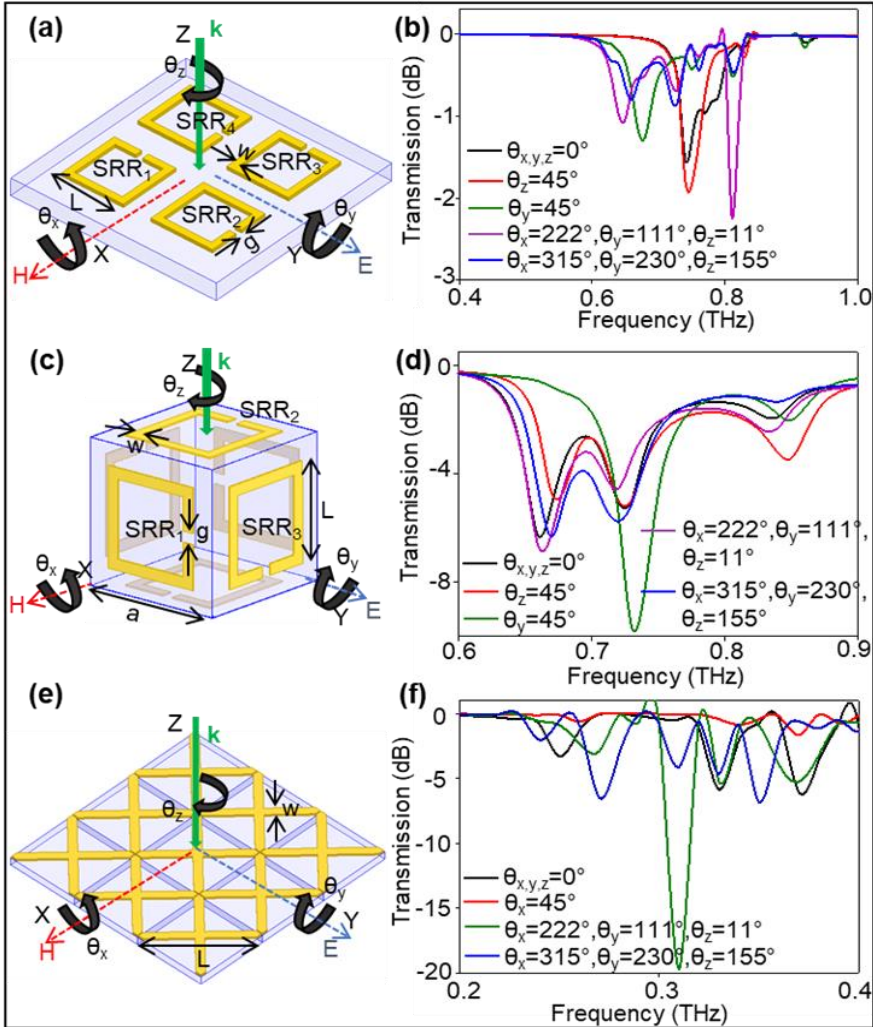 (a)
Z k
θz
SRR4
w
SRR1
SRR3
L
SRR2
θx
θy
g
X
Y
H
E
(b)
Transmission (dB)
0
-1
-2
-3
θx,y,z=0°
θz=45°
θy=45°
θx=222°,θy=111°,θz=11°
θx=315°,θy=230°,θz=155°
0.4 0.6 0.8 1.0
Frequency (THz)
(c)
Z k
θz
SRR2
w
L
SRR1
g
SRR3
θx
θy
X
H
E
a
Y
(d)
Transmission (dB)
0
-4
-8
θx,y,z=0°
θz=45°
θy=45°
θx=222°,θy=111°,
θz=11°
θx=315°,θy=230°,
θz=155°
0.6 0.7 0.8 0.9
Frequency (THz)
(e)
Z
k
θz
w
θy
X
Y
H
θx
L
E
(f)
Transmission (dB)
0
-5
-10
-15
-20
θx,y,z=0°
θx=45°
θx=222°,θy=111°,θz=11°
θx=315°,θy=230°,θz=155°
0.2 0.3 0.4
Frequency (THz)